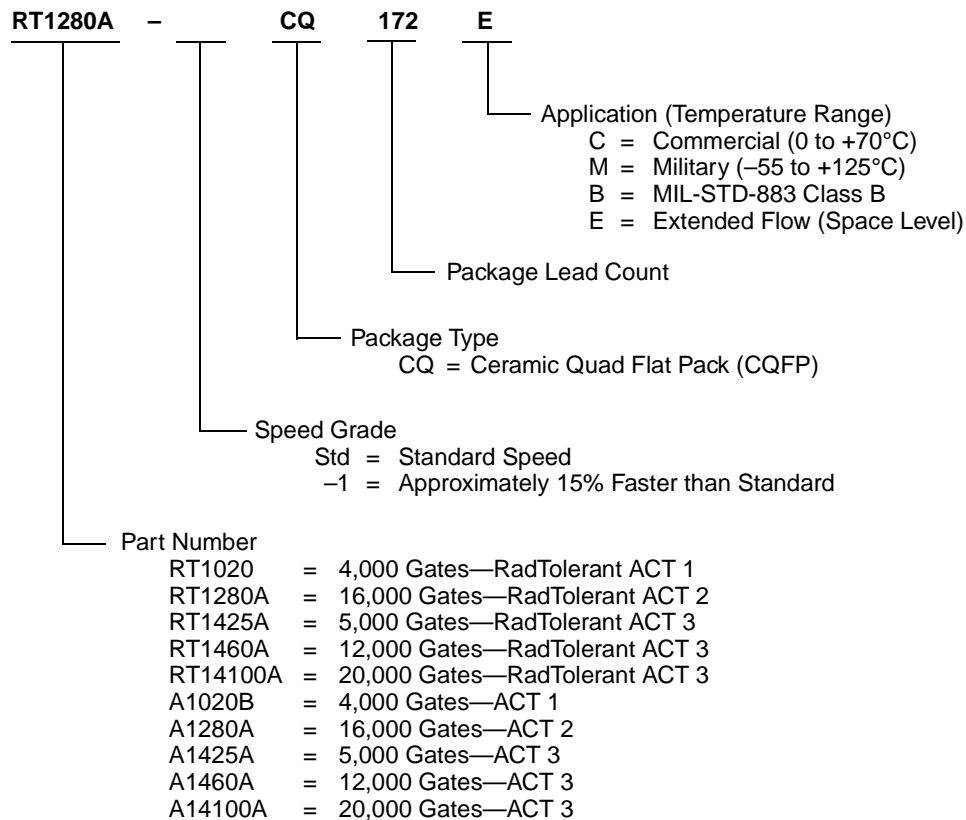 RT1280A – CQ 172 E
Application (Temperature Range)
C = Commercial (0 to +70°C)
M = Military (–55 to +125°C)
B = MIL-STD-883 Class B
E = Extended Flow (Space Level)
Package Lead Count
Package Type
CQ = Ceramic Quad Flat Pack (CQFP)
Speed Grade
Std = Standard Speed
–1 = Approximately 15% Faster than Standard
Part Number
RT1020 = 4,000 Gates—RadTolerant ACT 1
RT1280A = 16,000 Gates—RadTolerant ACT 2
RT1425A = 5,000 Gates—RadTolerant ACT 3
RT1460A = 12,000 Gates—RadTolerant ACT 3
RT14100A = 20,000 Gates—RadTolerant ACT 3
A1020B = 4,000 Gates—ACT 1
A1280A = 16,000 Gates—ACT 2
A1425A = 5,000 Gates—ACT 3
A1460A = 12,000 Gates—ACT 3
A14100A = 20,000 Gates—ACT 3